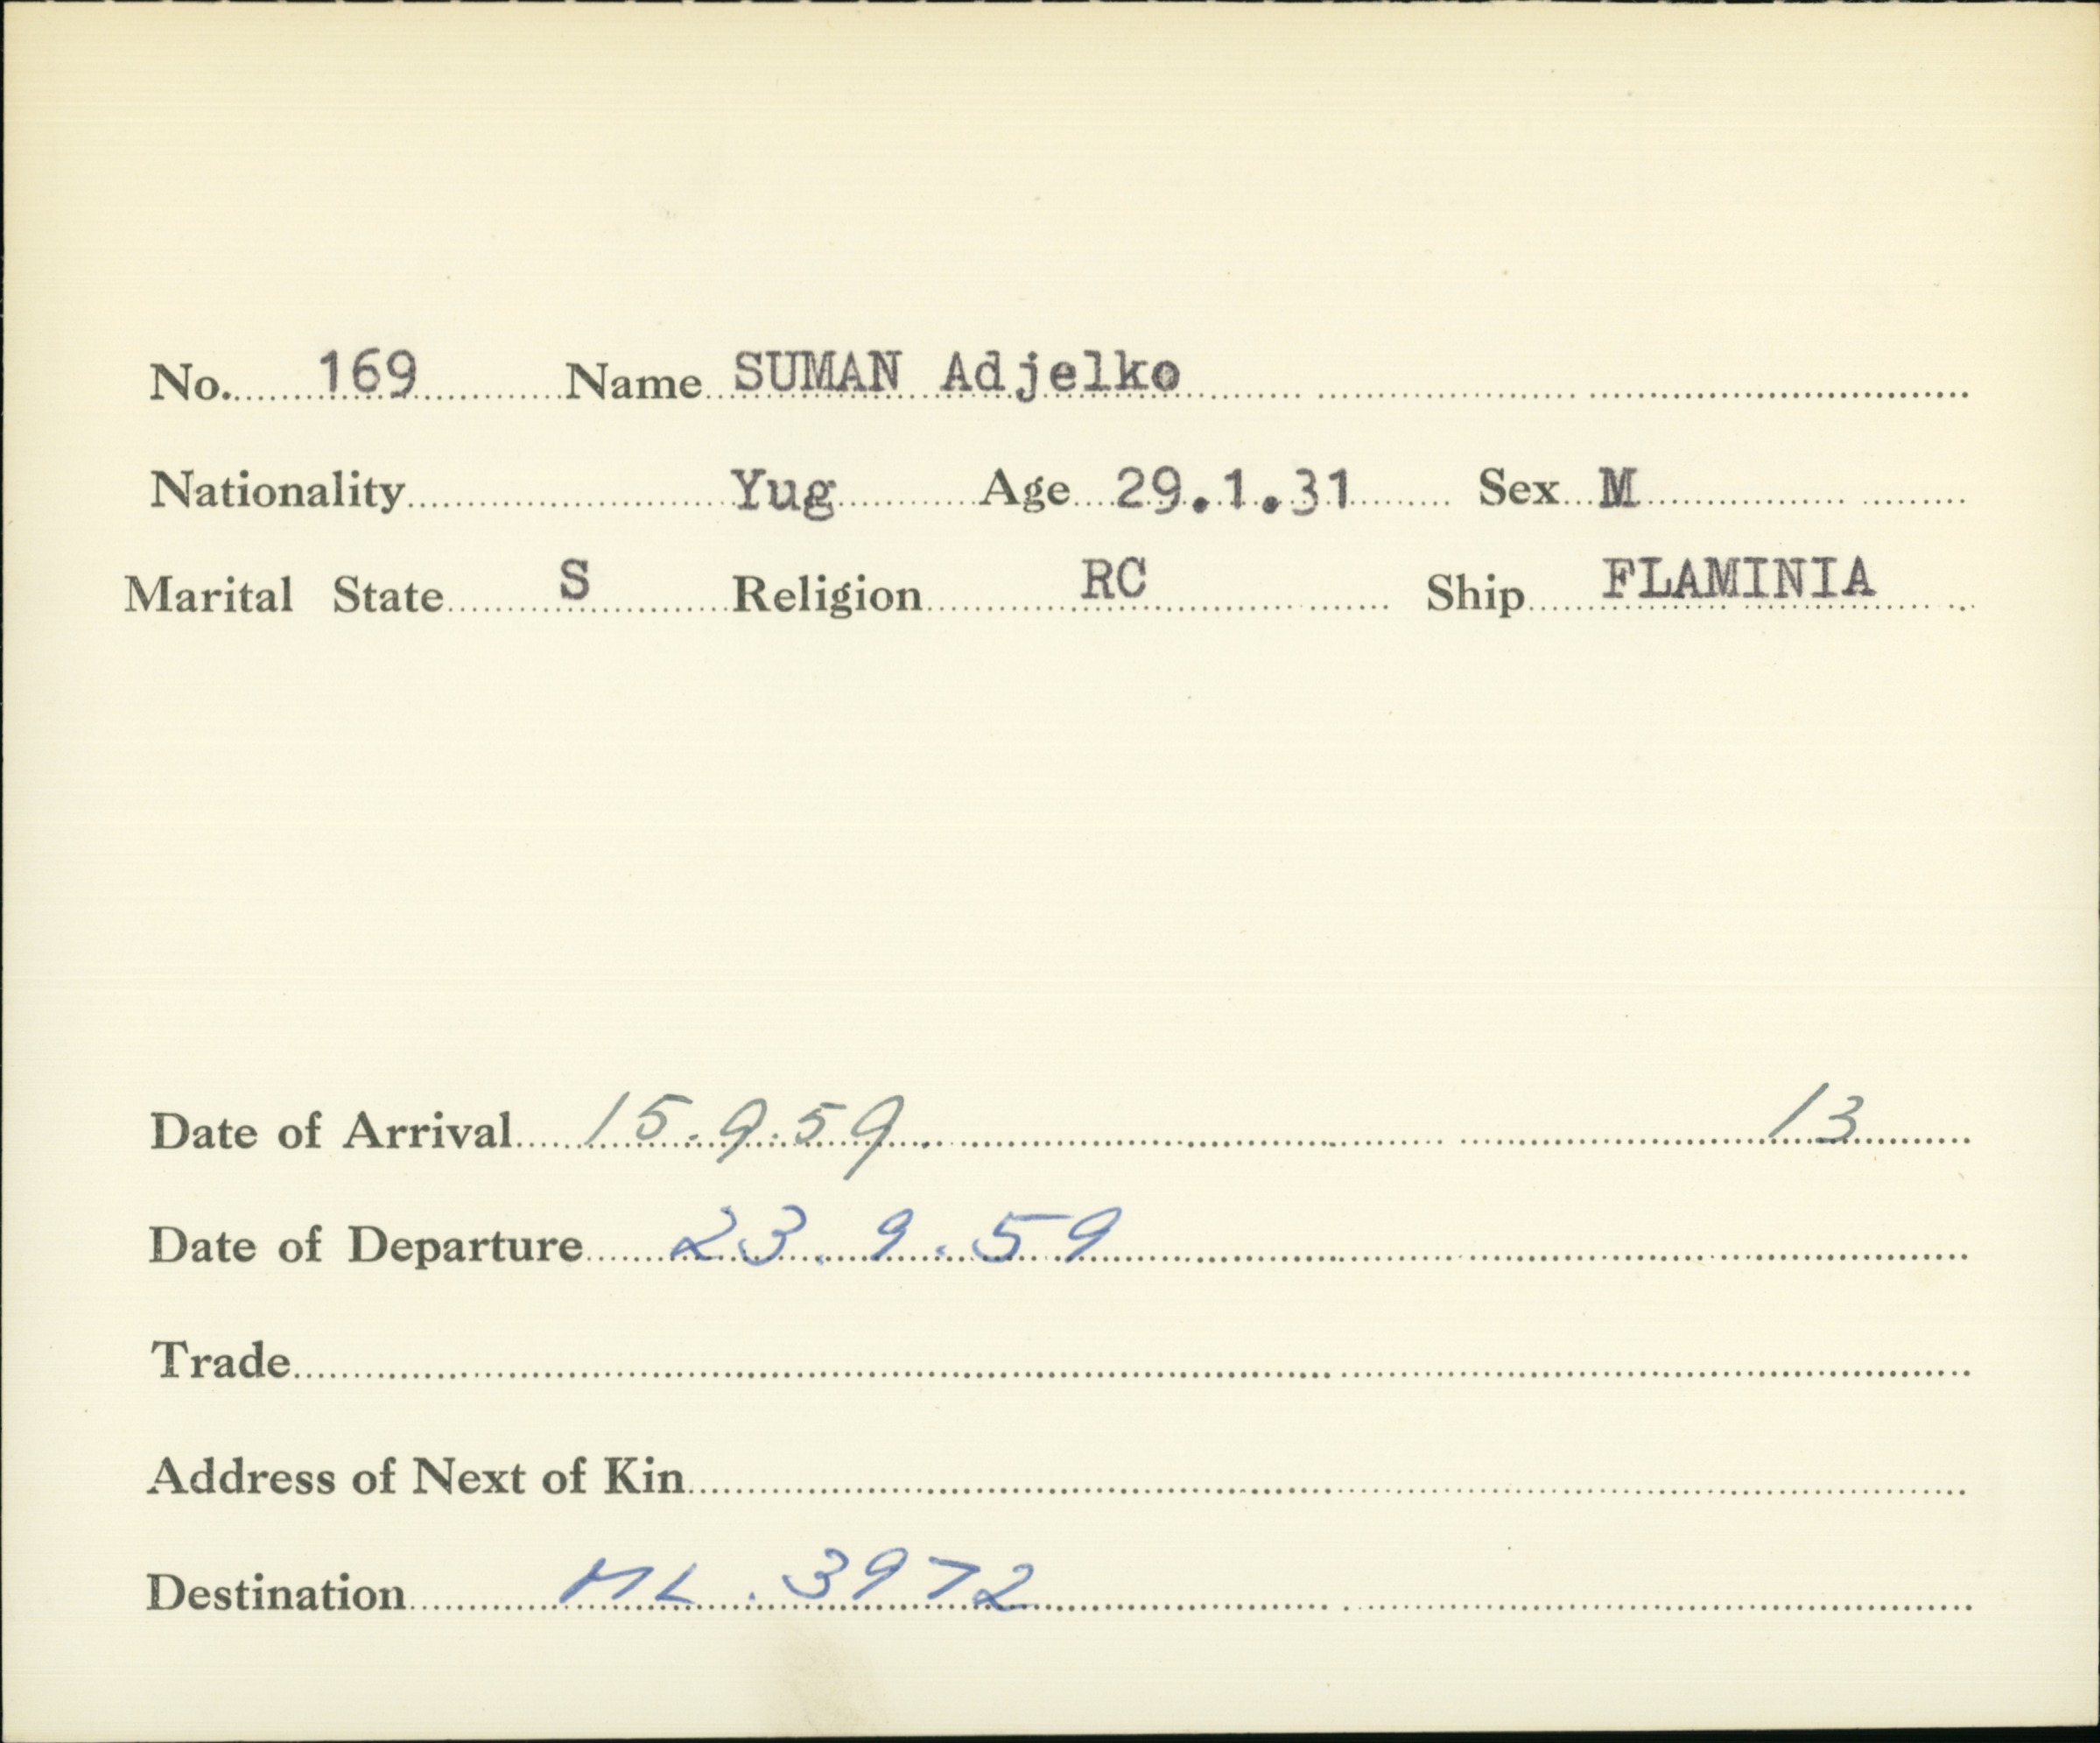 No. 169 Name SUMAN Adjelko
Nationality Yug Age 29.1.31 Sex M
Marital State S Religion RC Ship FLAMINIA
Date of Arrival 15.9.59. 13
Date of Departure 23.9.59
Trade
Address of Next of Kin
Destination ML. 3972